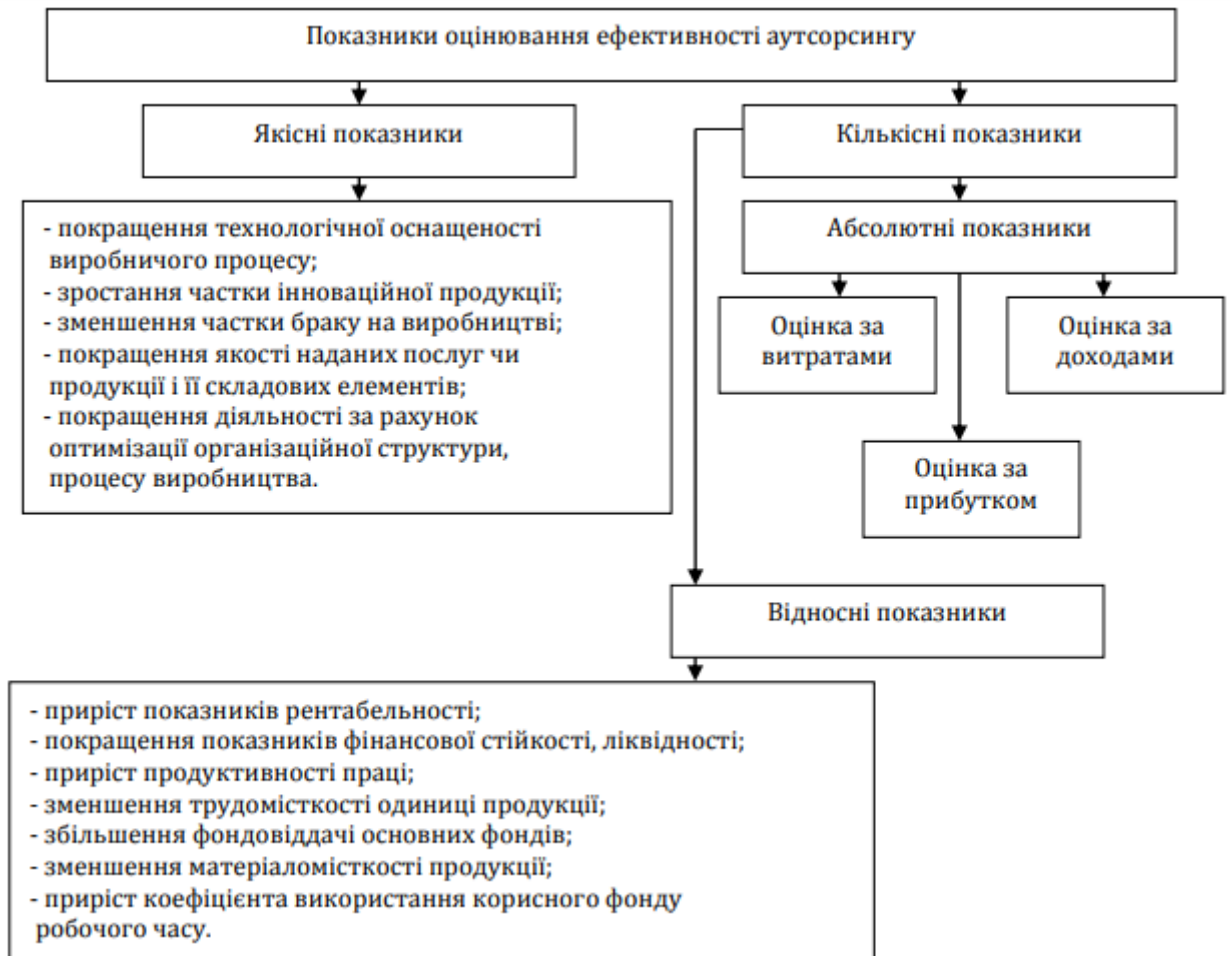 Показники оцінювання ефективності аутсорсингу
Якісні показники
Кількісні показники
- покращення технологічної оснащеності
виробничого процесу;
- зростання частки інноваційної продукції;
- зменшення частки браку на виробництві;
- покращення якості наданих послуг чи
продукції і її складових елементів;
- покращення діяльності за рахунок
оптимізації організаційної структури,
процесу виробництва.
Абсолютні показники
Оцінка за
витратами
Оцінка за
доходами
Оцінка за
прибутком
Відносні показники
- приріст показників рентабельності;
- покращення показників фінансової стійкості, ліквідності;
- приріст продуктивності праці;
- зменшення трудомісткості одиниці продукції;
- збільшення фондовіддачі основних фондів;
- зменшення матеріаломісткості продукції;
- приріст коефіцієнта використання корисного фонду
робочого часу.